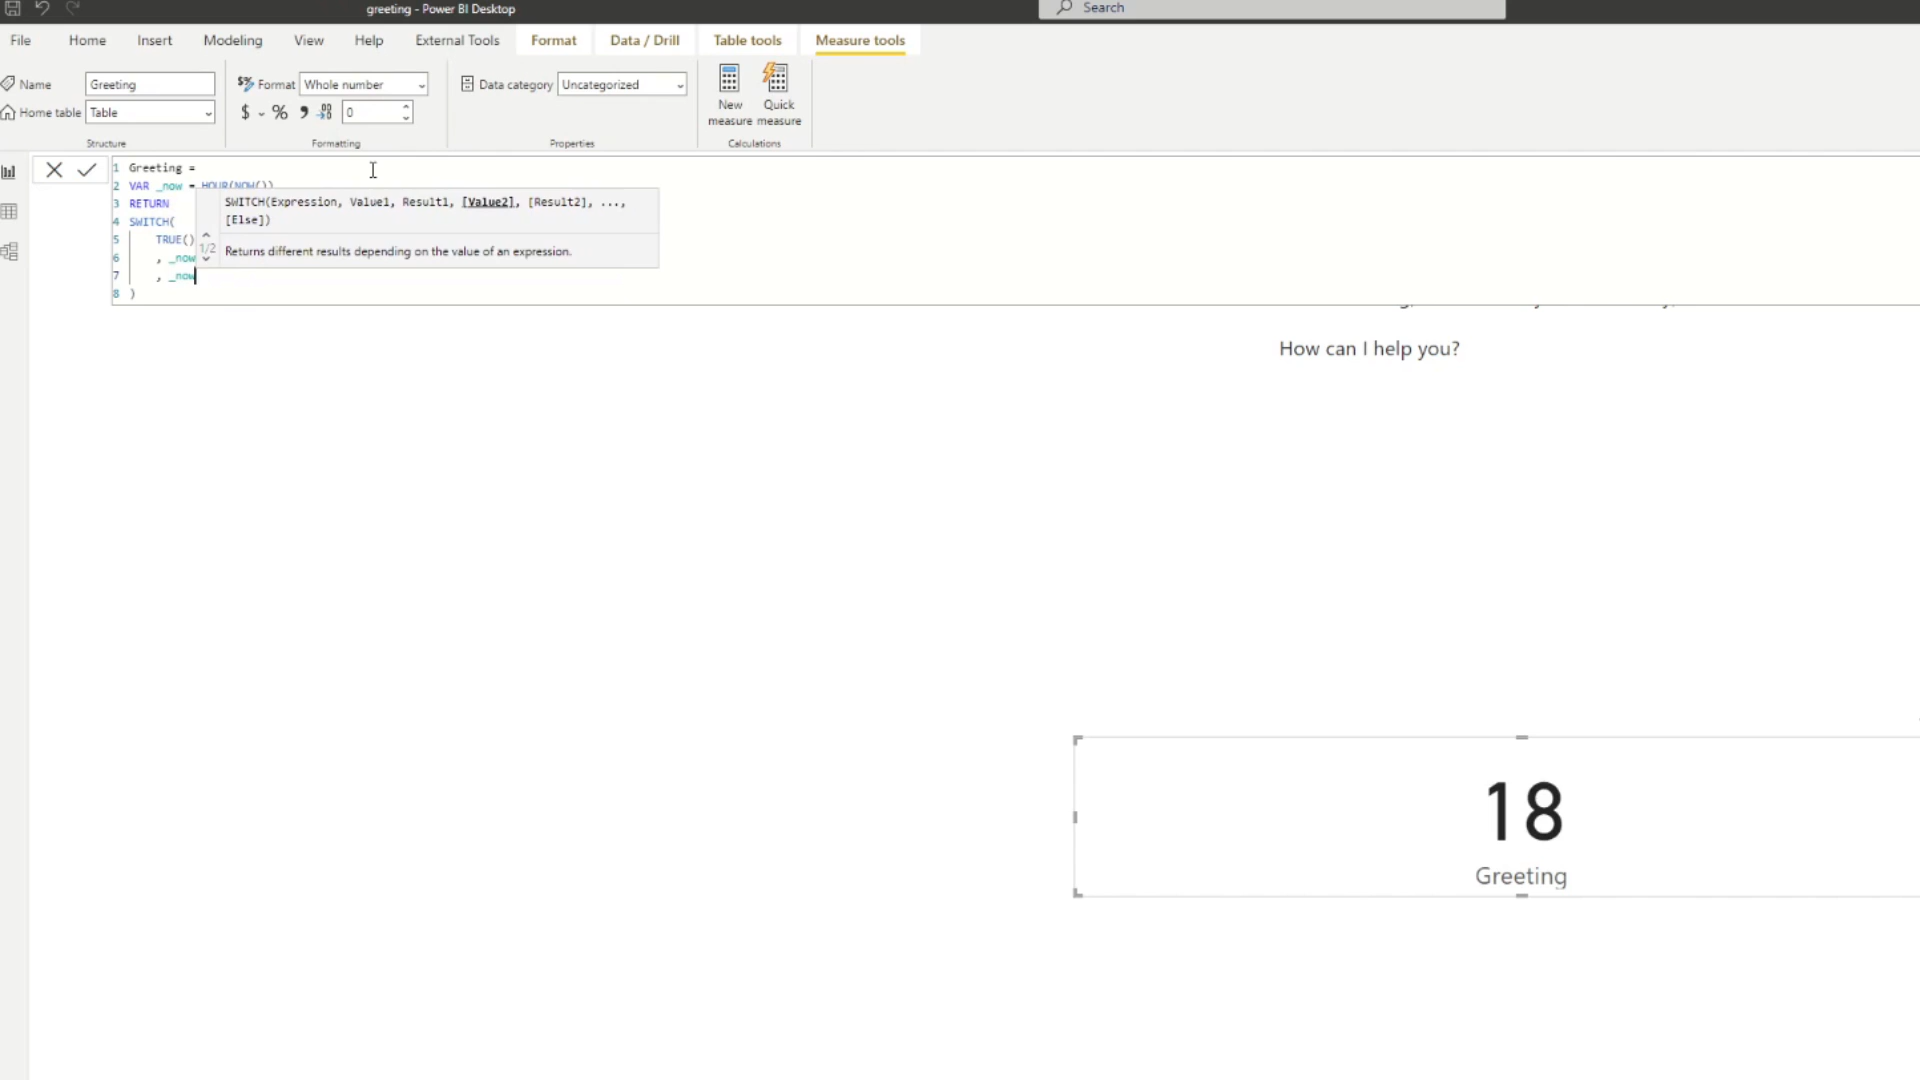 greeting - Power BI Desktop
Search
File Home Insert Modeling View Help External Tools Format Data / Drill Table tools Measure tools
Name Greeting
Format Whole number
Data category Uncategorized
Home table Table
$ % 0
New measure
Quick measure
Structure Formatting Properties Calculations
1 Greeting =
2 VAR _now = HOUR(NOW())
3 RETURN
4 SWITCH(
5 TRUE()
6 , _now
7 , _now
8 )
SWITCH(Expression, Value1, Result1, [Value2], [Result2], ...,
[Else])
1/2
Returns different results depending on the value of an expression.
How can I help you?
18
Greeting